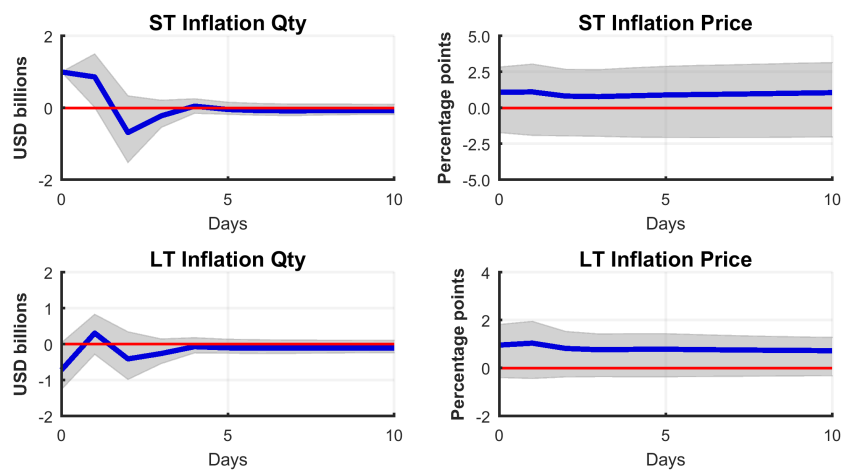 ST Inflation Qty
USD billions
2
0
-2
0
5
10
Days
ST Inflation Price
Percentage points
5.0
2.5
0.0
-2.5
-5.0
0
5
10
Days
LT Inflation Qty
USD billions
2
1
0
-1
-2
0
5
10
Days
LT Inflation Price
Percentage points
4
2
0
-2
0
5
10
Days